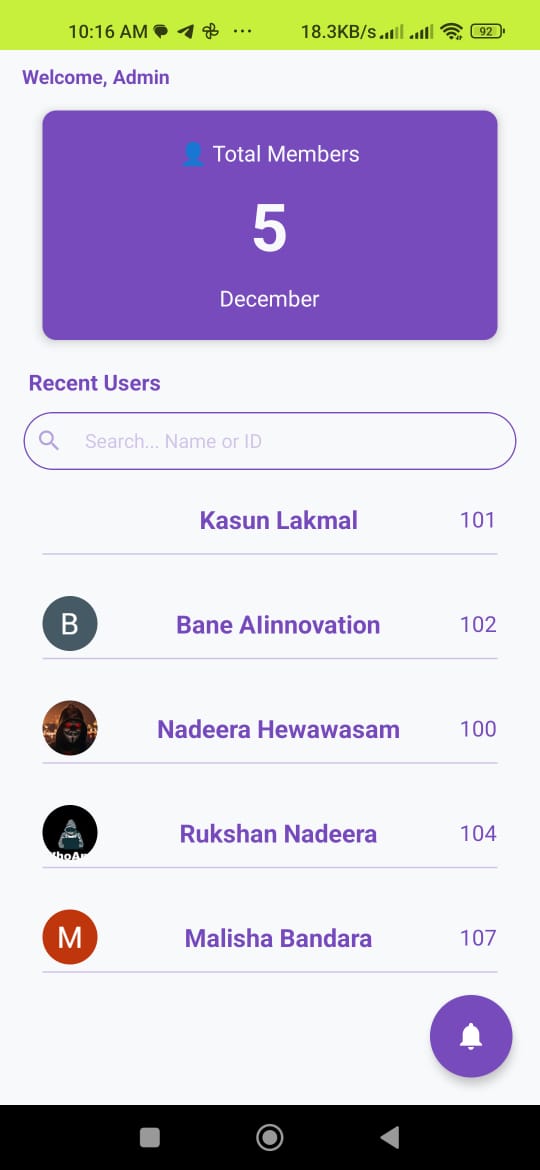 10:16 AM ... 18.3KB/s 92
Welcome, Admin
Total Members
5
December
Recent Users
Search... Name or ID
Kasun Lakmal 101
B Bane AIinnovation 102
Nadeera Hewawasam 100
Rukshan Nadeera 104
M Malisha Bandara 107